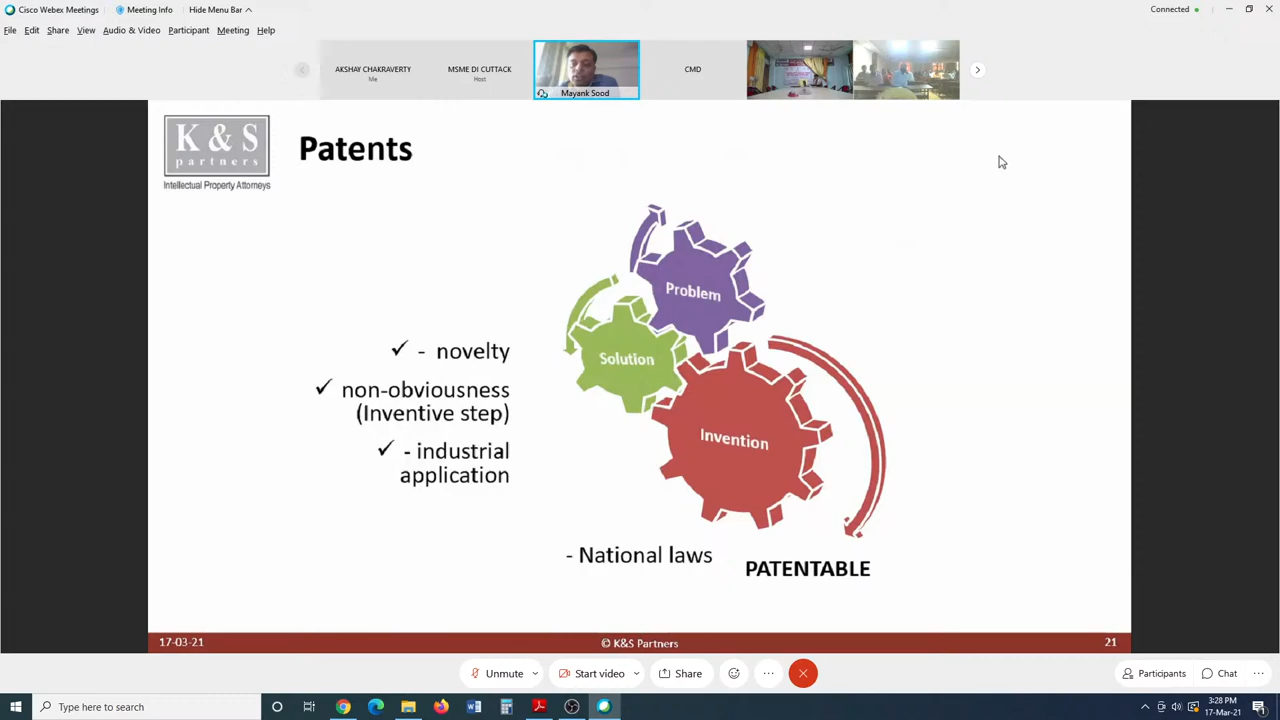 Cisco Webex Meetings Meeting Info Hide Menu Bar Connected
File Edit Share View Audio & Video Participant Meeting Help
AKSHAY CHAKRAVERTY
Me
MSME DI CUTTACK
Host
Mayank Sood
CMD
K & S
partners
Intellectual Property Attorneys
Patents
Problem
Solution
Invention
✓ - novelty
✓ non-obviousness
(Inventive step)
✓ - industrial
application
- National laws
PATENTABLE
17-03-21 © K&S Partners 21
Unmute Start video Share Participants Chat
Type here to search
3:28 PM
17-Mar-21